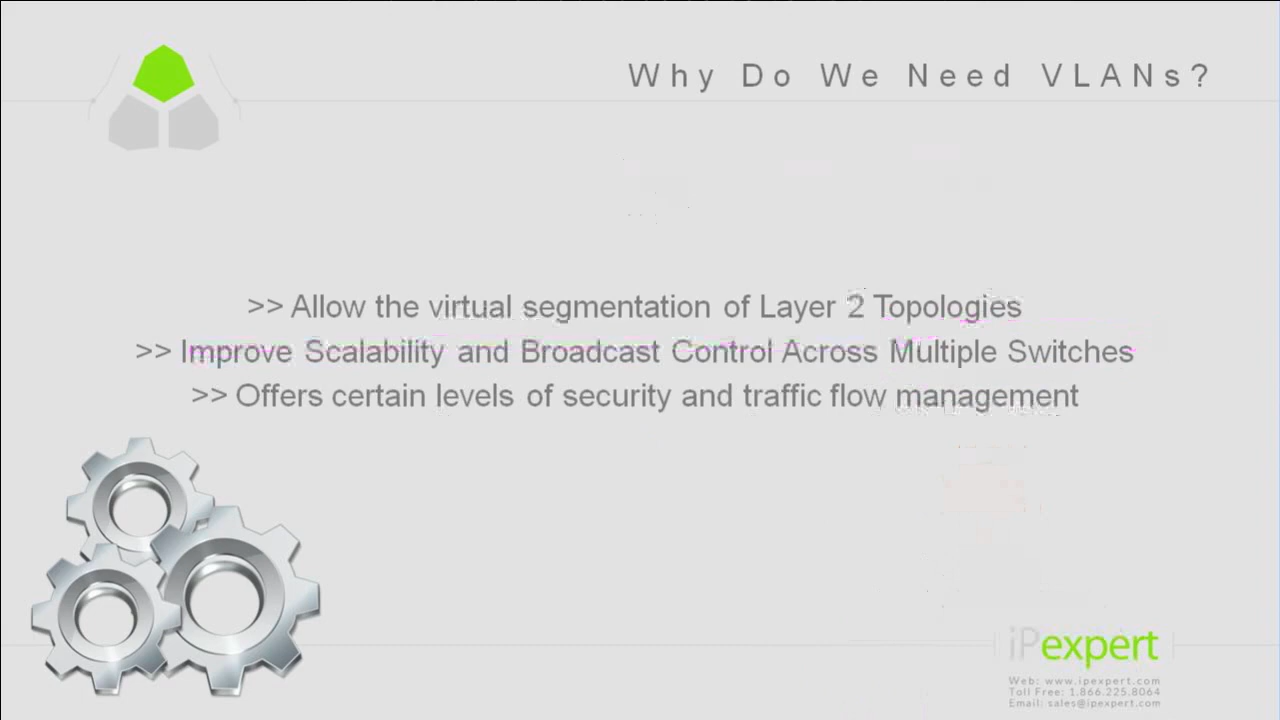 Why Do We Need VLANs?
>> Allow the virtual segmentation of Layer 2 Topologies
>> Improve Scalability and Broadcast Control Across Multiple Switches
>> Offers certain levels of security and traffic flow management
iPexpert
Web: www.ipexpert.com
Toll Free: 1.866.225.8064
Email: sales@ipexpert.com